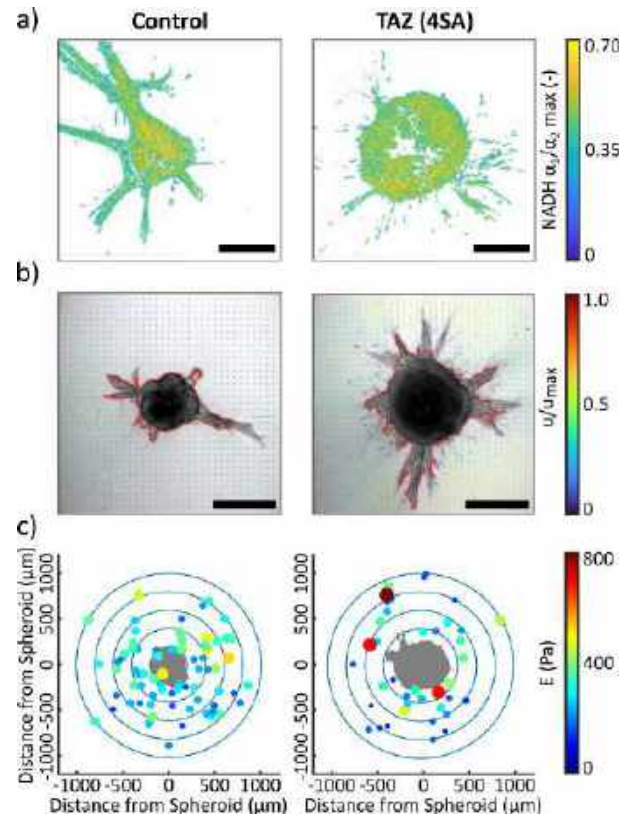 a) Control TAZ (4SA)
0.70
0.35
0
NADH α₁/α₂ max (-)
b)
1.0
0.5
0
u/uₘₐₓ
c)
1000
500
0
-500
-1000
Distance from Spheroid (μm)
-1000 -500 0 500 1000
Distance from Spheroid (μm)
1000
500
0
-500
-1000
-1000 -500 0 500 1000
Distance from Spheroid (μm)
800
400
0
E (Pa)